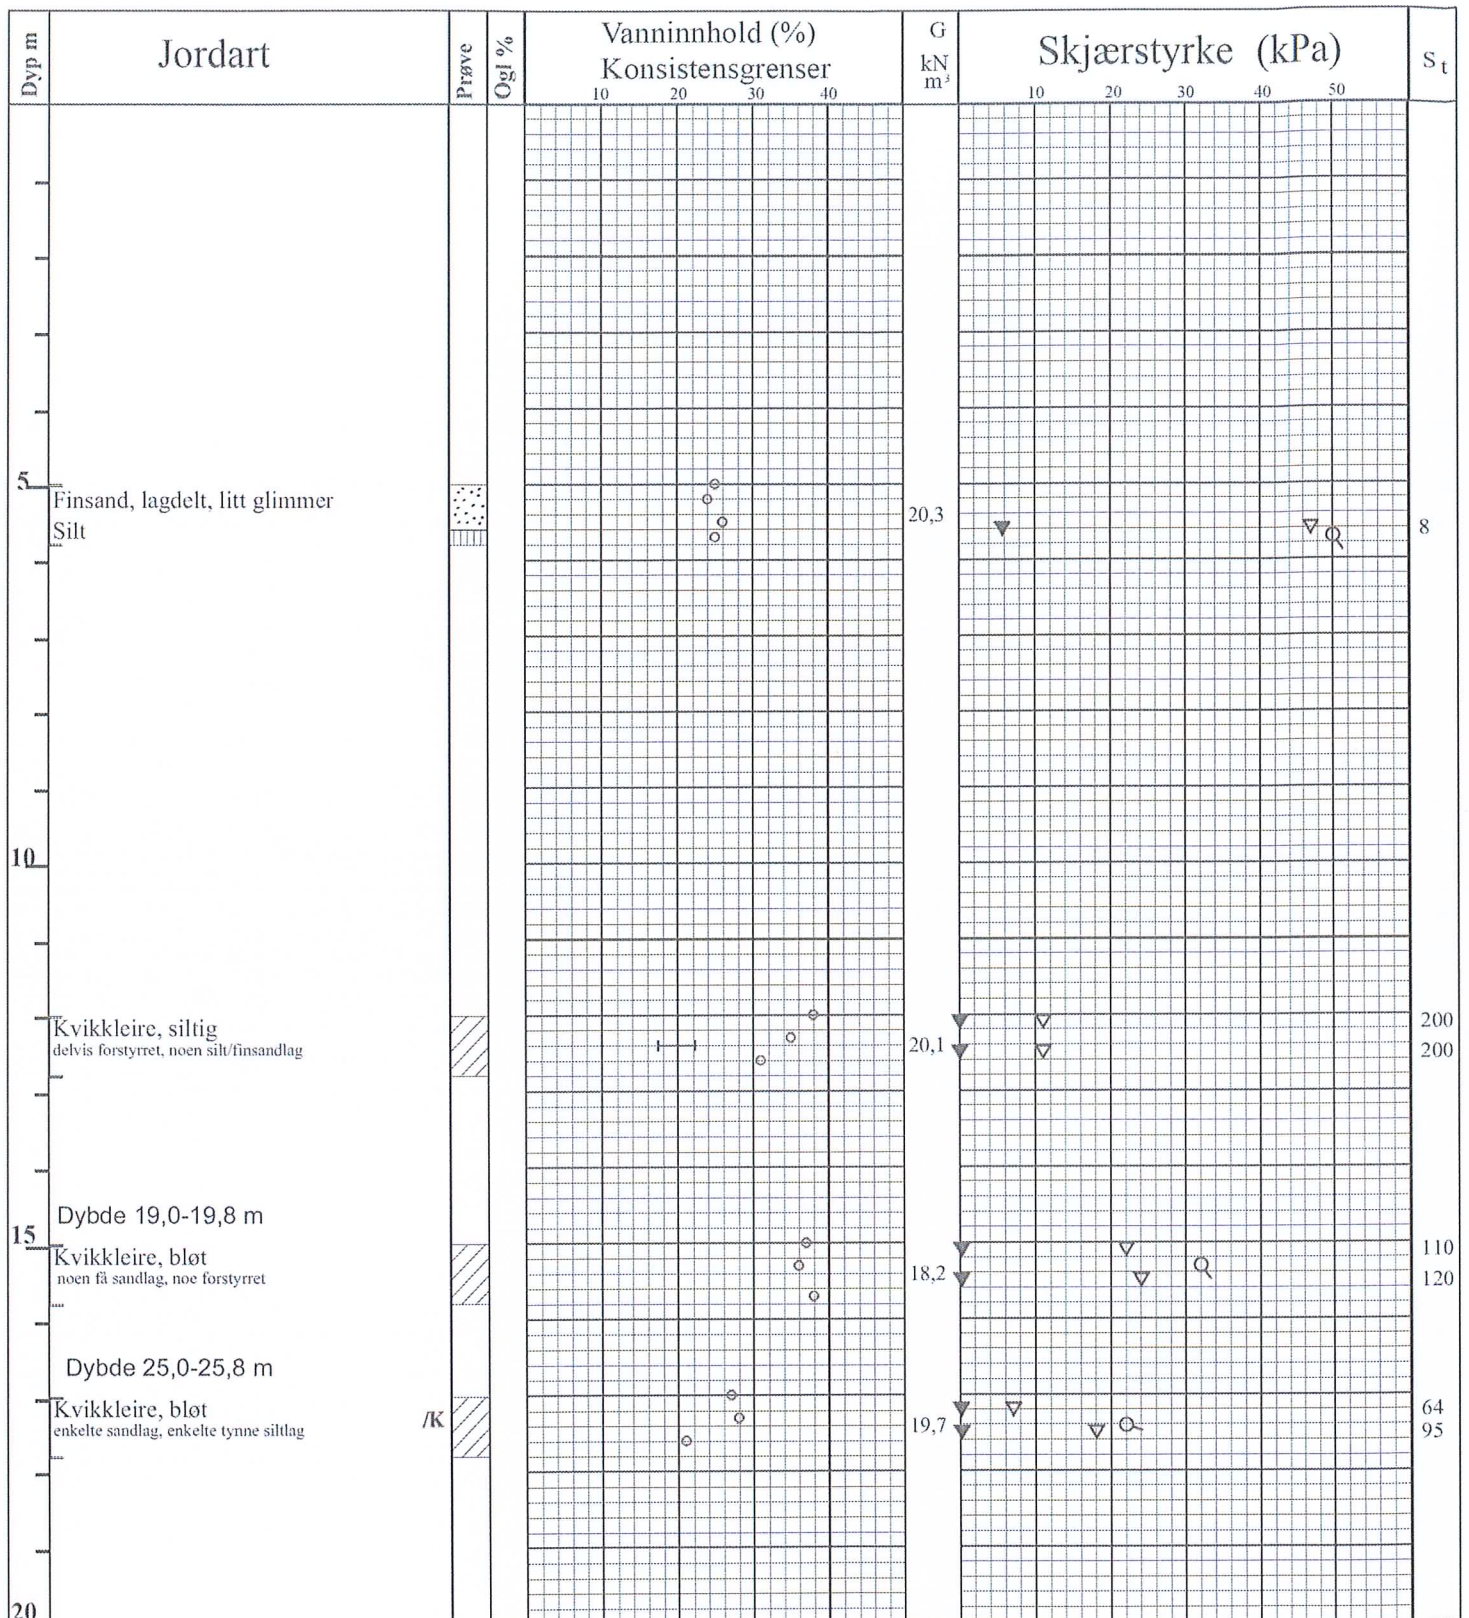 Dyp m
Jordart
Prøve
Ogl %
Vanninnhold (%)
Konsistensgrenser
10 20 30 40
G
kN
m³
Skjærstyrke (kPa)
10 20 30 40 50
S t
5
Finsand, lagdelt, litt glimmer
Silt
20,3
8
10
Kvikkleire, siltig
delvis forstyrret, noen silt/finsandlag
20,1
200
200
Dybde 19,0-19,8 m
15
Kvikkleire, bløt
noen få sandlag, noe forstyrret
18,2
110
120
Dybde 25,0-25,8 m
Kvikkleire, bløt
enkelte sandlag, enkelte tynne siltlag
/K
19,7
64
95
20